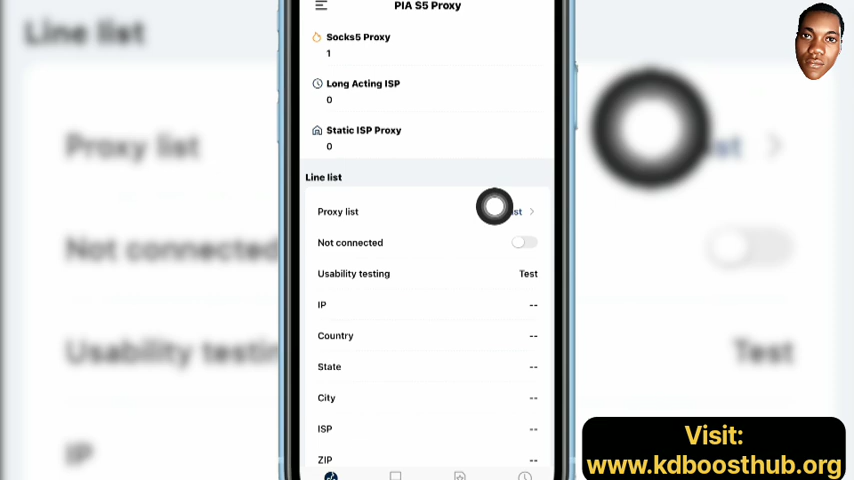 PIA S5 Proxy
Socks5 Proxy
1
Long Acting ISP
0
Static ISP Proxy
0
Line list
Proxy list
Not connected
Usability testing Test
IP --
Country --
State --
City --
ISP --
ZIP --
Line list
Proxy list
Not connected
Test
IP
Visit:
www.kdboosthub.org